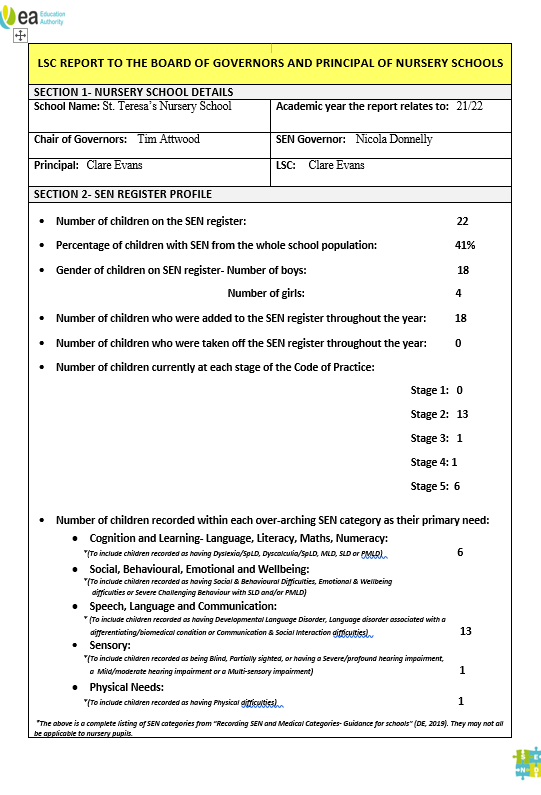 ea Education
Authority
LSC REPORT TO THE BOARD OF GOVERNORS AND PRINCIPAL OF NURSERY SCHOOLS
SECTION 1- NURSERY SCHOOL DETAILS
School Name: St. Teresa's Nursery School Academic year the report relates to: 21/22
Chair of Governors: Tim Attwood SEN Governor: Nicola Donnelly
Principal: Clare Evans LSC: Clare Evans
SECTION 2- SEN REGISTER PROFILE
• Number of children on the SEN register: 22
• Percentage of children with SEN from the whole school population: 41%
• Gender of children on SEN register- Number of boys: 18
Number of girls: 4
• Number of children who were added to the SEN register throughout the year: 18
• Number of children who were taken off the SEN register throughout the year: 0
• Number of children currently at each stage of the Code of Practice:
Stage 1: 0
Stage 2: 13
Stage 3: 1
Stage 4: 1
Stage 5: 6
• Number of children recorded within each over-arching SEN category as their primary need:
• Cognition and Learning- Language, Literacy, Maths, Numeracy:
*(To include children recorded as having Dyslexia/SpLD, Dyscalculia/SpLD, MLD, SLD or PMLD) 6
• Social, Behavioural, Emotional and Wellbeing:
*(To include children recorded as having Social & Behavioural Difficulties, Emotional & Wellbeing
difficulties or Severe Challenging Behaviour with SLD and/or PMLD)
• Speech, Language and Communication:
* (To include children recorded as having Developmental Language Disorder, Language disorder associated with a
differentiating/biomedical condition or Communication & Social Interaction difficulties) 13
• Sensory:
*(To include children recorded as being Blind, Partially sighted, or having a Severe/profound hearing impairment,
a Mild/moderate hearing impairment or a Multi-sensory impairment) 1
• Physical Needs:
*(To include children recorded as having Physical difficulties) 1
*The above is a complete listing of SEN categories from "Recording SEN and Medical Categories- Guidance for schools" (DE, 2019). They may not all
be applicable to nursery pupils.